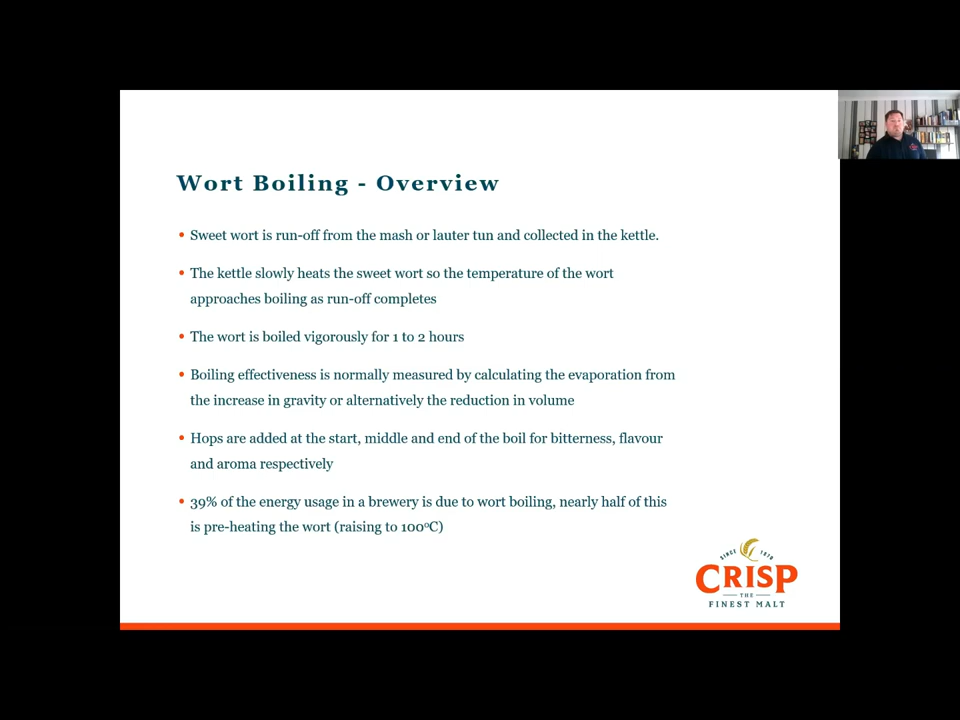 Wort Boiling - Overview
• Sweet wort is run-off from the mash or lauter tun and collected in the kettle.
• The kettle slowly heats the sweet wort so the temperature of the wort
approaches boiling as run-off completes
• The wort is boiled vigorously for 1 to 2 hours
• Boiling effectiveness is normally measured by calculating the evaporation from
the increase in gravity or alternatively the reduction in volume
• Hops are added at the start, middle and end of the boil for bitterness, flavour
and aroma respectively
• 39% of the energy usage in a brewery is due to wort boiling, nearly half of this
is pre-heating the wort (raising to 100ºC)
SINCE 1870
CRISP
THE
FINEST MALT